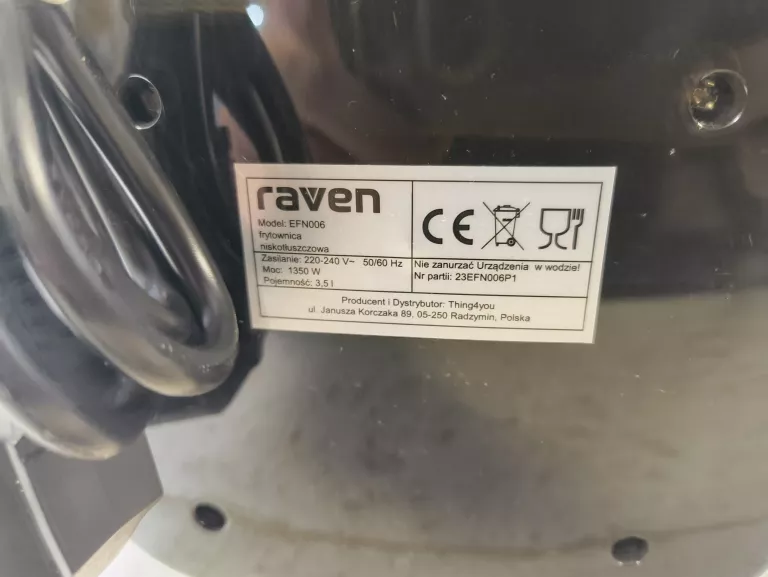 raven
Model: EFN006
frytownica
niskotłuszczowa
Zasilanie: 220-240 V~ 50/60 Hz
Moc: 1350 W
Pojemność: 3,5 l
CE
Nie zanurzać Urządzenia w wodzie!
Nr partii: 23EFN006P1
Producent i Dystrybutor: Thing4you
ul. Janusza Korczaka 89, 05-250 Radzymin, Polska